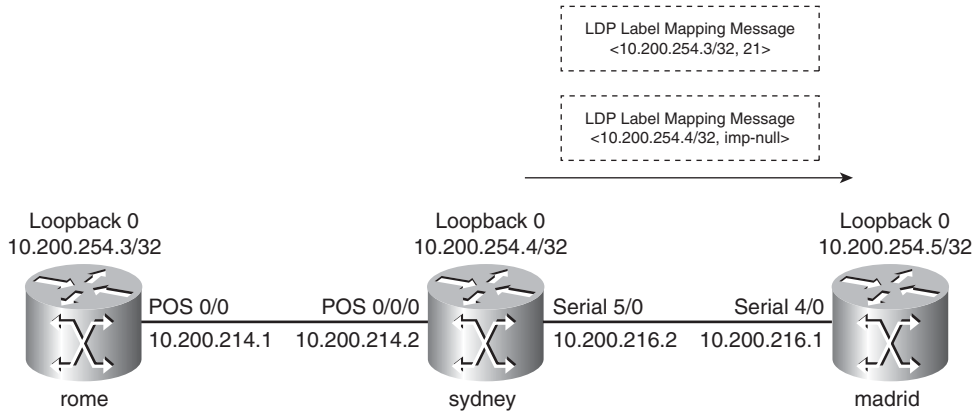 LDP Label Mapping Message
<10.200.254.3/32, 21>
LDP Label Mapping Message
<10.200.254.4/32, imp-null>
Loopback 0
10.200.254.3/32
Loopback 0
10.200.254.4/32
Loopback 0
10.200.254.5/32
POS 0/0
POS 0/0/0
Serial 5/0
Serial 4/0
10.200.214.1
10.200.214.2
10.200.216.2
10.200.216.1
rome
sydney
madrid